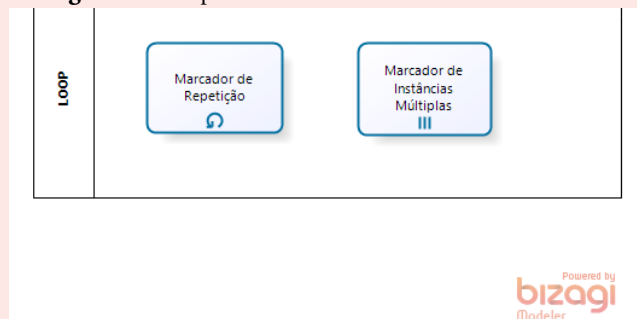 LOOP
Marcador de
Repetição
Marcador de
Instâncias
Múltiplas
Powered by
bizagi
Modeler